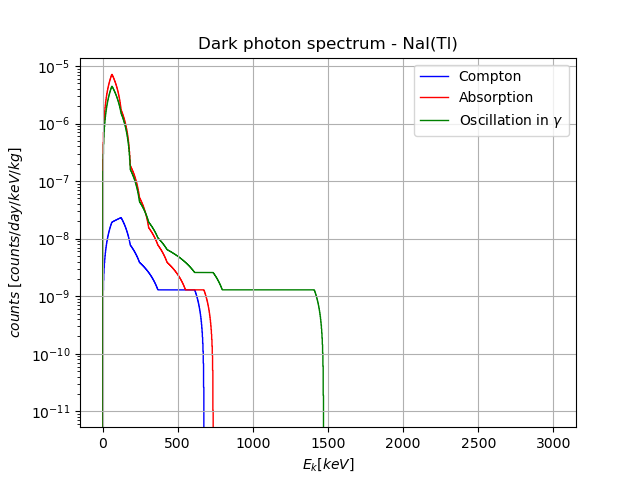 Dark photon spectrum - NaI(Tl)
Compton
Absorption
Oscillation in γ
10⁻⁵
10⁻⁶
10⁻⁷
10⁻⁸
10⁻⁹
10⁻¹⁰
10⁻¹¹
counts [counts/day/keV/kg]
0 500 1000 1500 2000 2500 3000
Eₖ[keV]